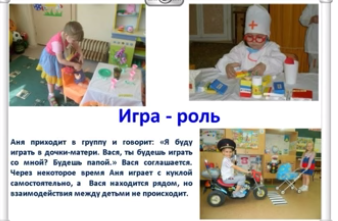 Игра - роль
Аня приходит в группу и говорит: «Я буду
играть в дочки-матери. Вася, ты будешь играть
со мной? Будешь папой.» Вася соглашается.
Через некоторое время Аня играет с куклой
самостоятельно, а Вася находится рядом, но
взаимодействия между детьми не происходит.